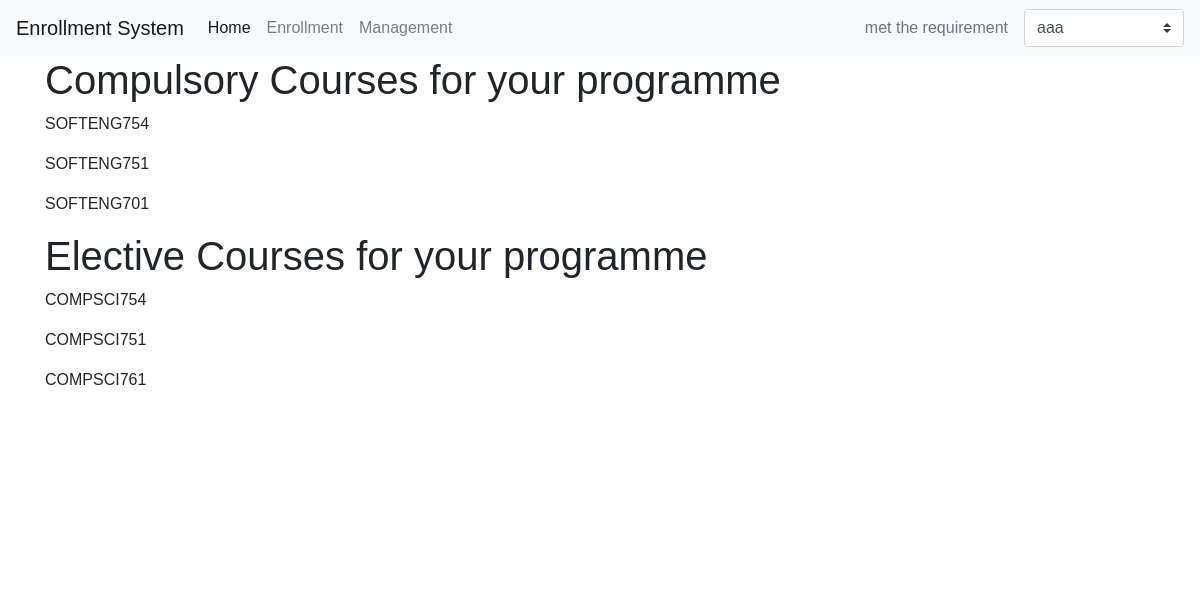 Enrollment System Home Enrollment Management met the requirement aaa
Compulsory Courses for your programme
SOFTENG754
SOFTENG751
SOFTENG701
Elective Courses for your programme
COMPSCI754
COMPSCI751
COMPSCI761